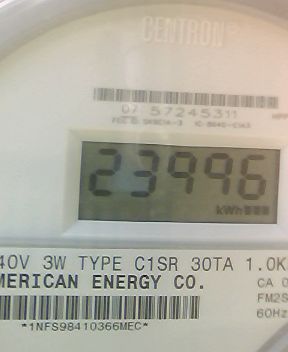 CENTRON®
07 57245311
23996
kWh
40V 3W TYPE C1SR 30TA 1.0K
MERICAN ENERGY CO.
CA 0
FM2S
60Hz
*1NFS98410366MEC*